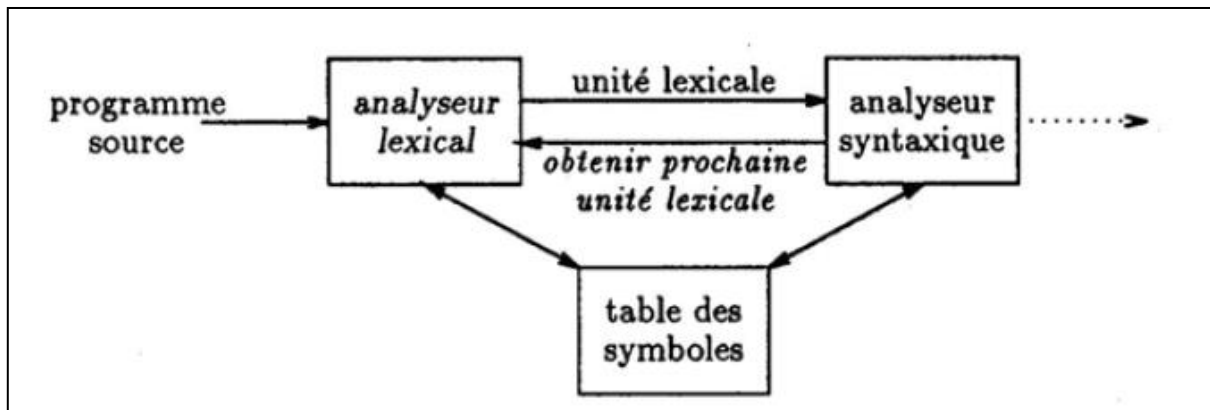 programme
source
analyseur
lexical
unité lexicale
obtenir prochaine
unité lexicale
analyseur
syntaxique
table des
symboles